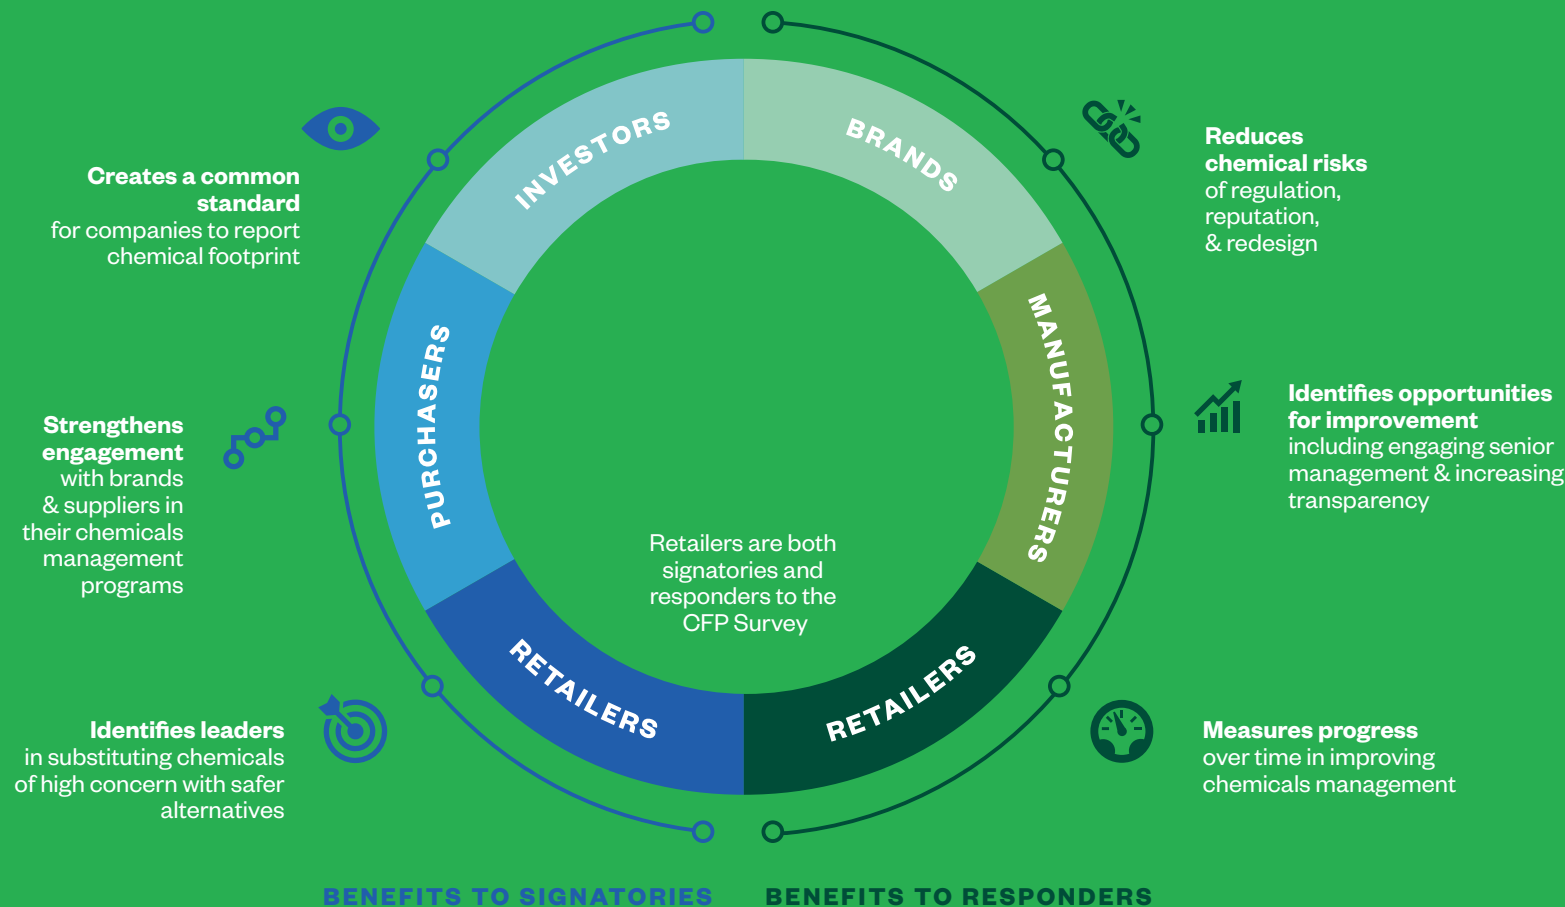 INVESTORS
BRANDS
PURCHASERS
MANUFACTURERS
RETAILERS
RETAILERS
Creates a common
standard
for companies to report
chemical footprint
Strengthens
engagement
with brands
& suppliers in
their chemicals
management
programs
Identifies leaders
in substituting chemicals
of high concern with safer
alternatives
Retailers are both
signatories and
responders to the
CFP Survey
Reduces
chemical risks
of regulation,
reputation,
& redesign
Identifies opportunities
for improvement
including engaging senior
management & increasing
transparency
Measures progress
over time in improving
chemicals management
BENEFITS TO SIGNATORIES
BENEFITS TO RESPONDERS